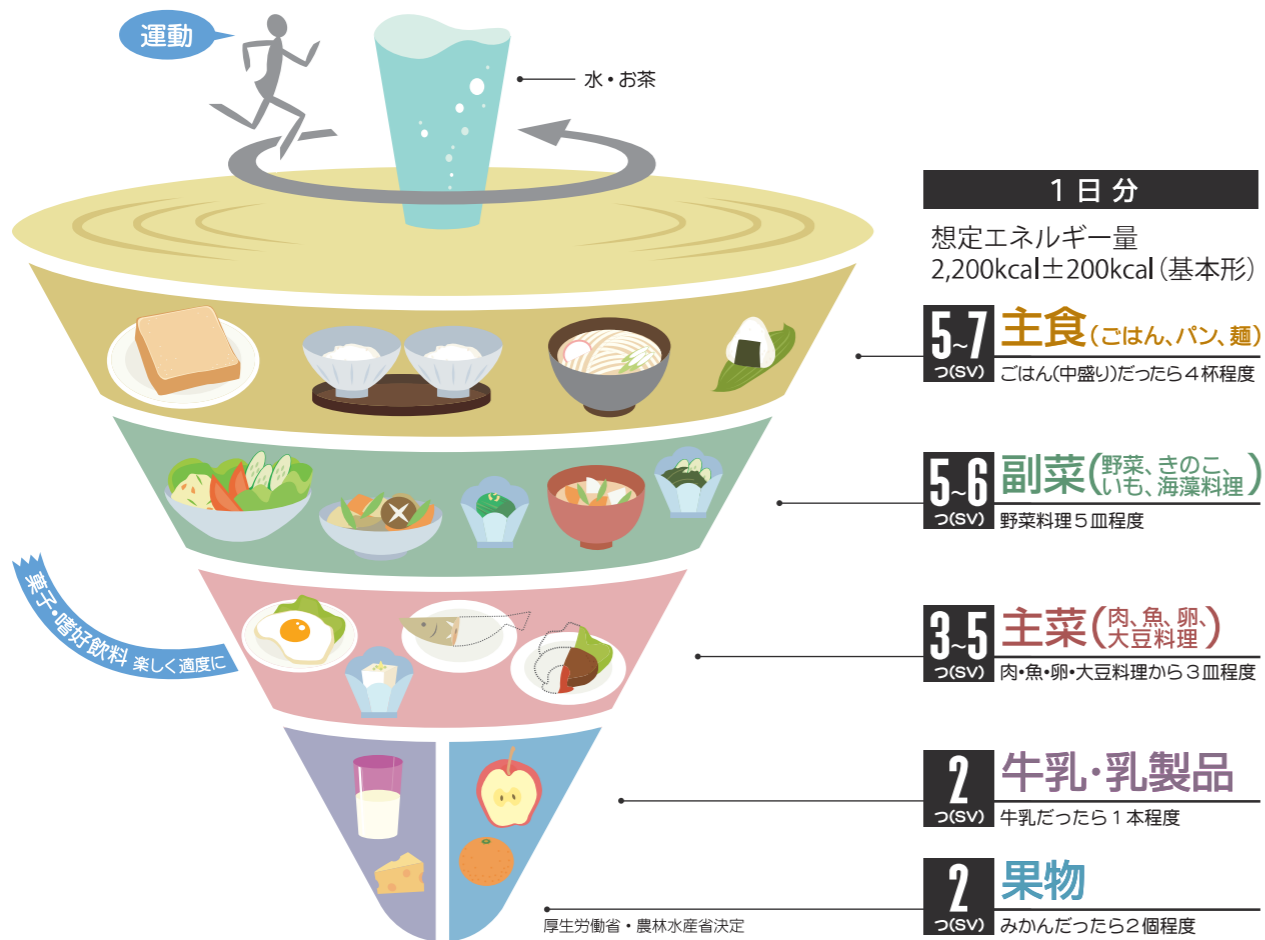 運動
水・お茶
1日分
想定エネルギー量
2,200kcal±200kcal(基本形)
5~7
つ(SV)
主食(ごはん、パン、麺)
ごはん(中盛り)だったら4杯程度
5~6
つ(SV)
副菜(野菜、きのこ、
いも、海藻料理)
野菜料理5皿程度
菓子・嗜好飲料 楽しく適度に
3~5
つ(SV)
主菜(肉、魚、卵、
大豆料理)
肉・魚・卵・大豆料理から3皿程度
2
つ(SV)
牛乳・乳製品
牛乳だったら1本程度
2
つ(SV)
果物
みかんだったら2個程度
厚生労働省・農林水産省決定